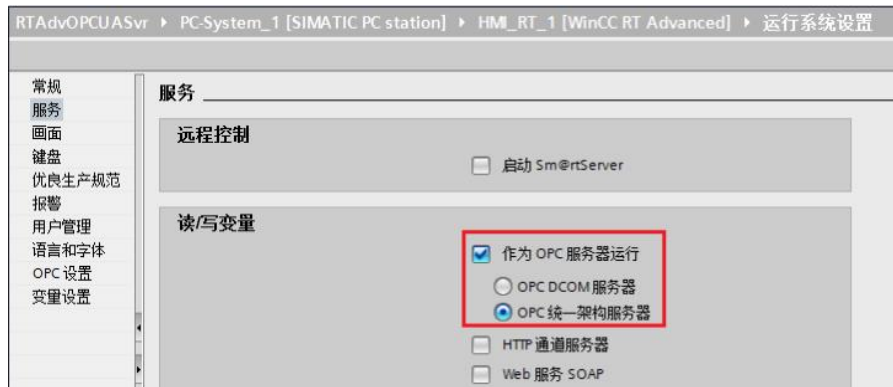 RTAdvOPCUASvr ▸ PC-System_1 [SIMATIC PC station] ▸ HMI_RT_1 [WinCC RT Advanced] ▸ 运行系统设置
常规
服务
画面
键盘
优良生产规范
报警
用户管理
语言和字体
OPC 设置
变量设置
服务
远程控制
启动 Sm@rtServer
读/写变量
作为 OPC 服务器运行
OPC DCOM 服务器
OPC 统一架构服务器
HTTP 通道服务器
Web 服务 SOAP